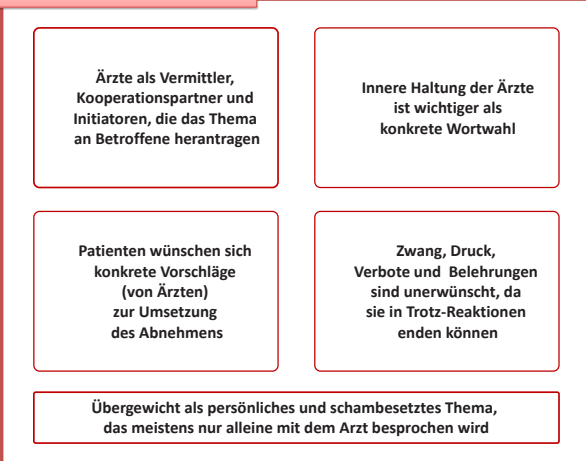 Ärzte als Vermittler,
Kooperationspartner und
Initiatoren, die das Thema
an Betroffene herantragen
Innere Haltung der Ärzte
ist wichtiger als
konkrete Wortwahl
Patienten wünschen sich
konkrete Vorschläge
(von Ärzten)
zur Umsetzung
des Abnehmens
Zwang, Druck,
Verbote und Belehrungen
sind unerwünscht, da
sie in Trotz-Reaktionen
enden können
Übergewicht als persönliches und schambesetztes Thema,
das meistens nur alleine mit dem Arzt besprochen wird